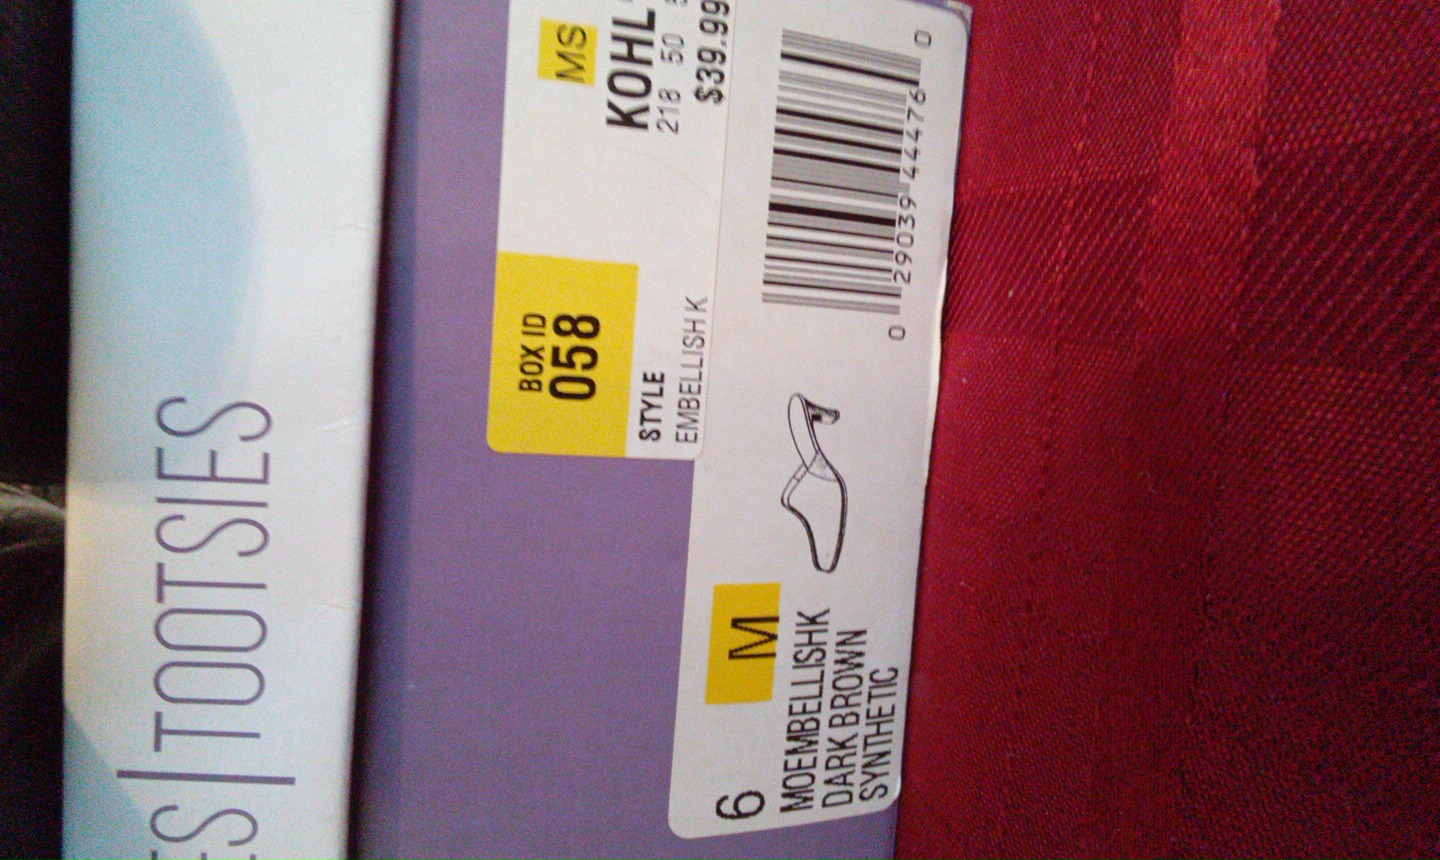 TOOTSIES
MS
KOHL
218 50
$39.99
BOX ID
058
STYLE
EMBELLISH K
0 29039 44476 0
6 M
MOEMBELLISHK
DARK BROWN
SYNTHETIC